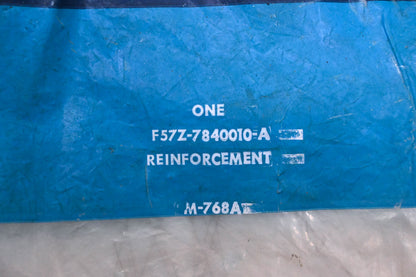 ONE
F57Z-7840010-A
REINFORCEMENT
M-768A